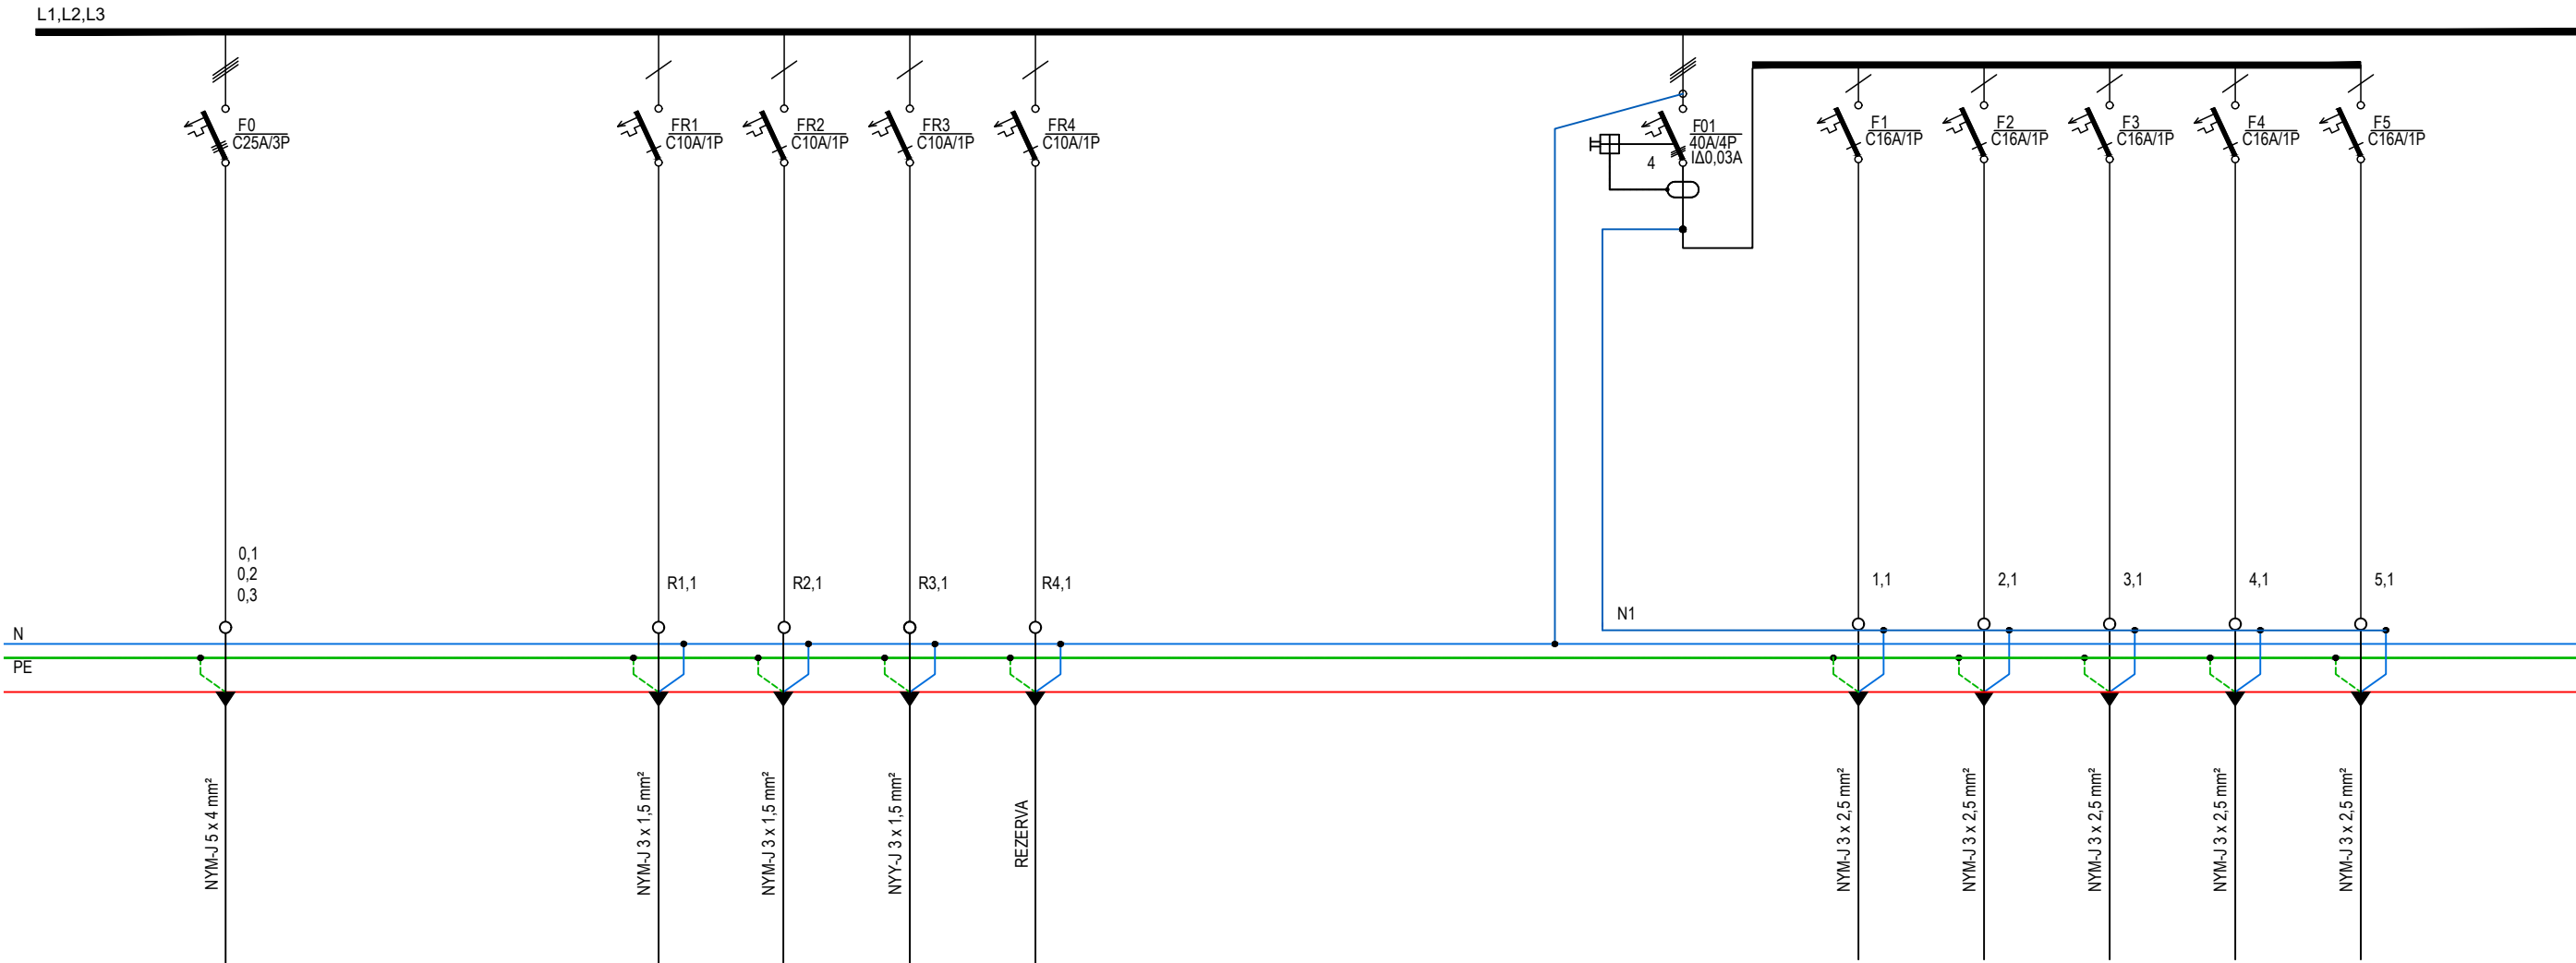 L1,L2,L3
F0
C25A/3P
FR1
C10A/1P
FR2
C10A/1P
FR3
C10A/1P
FR4
C10A/1P
F01
40A/4P
IΔ0,03A
4
F1
C16A/1P
F2
C16A/1P
F3
C16A/1P
F4
C16A/1P
F5
C16A/1P
0,1
0,2
0,3
R1,1
R2,1
R3,1
R4,1
1,1
2,1
3,1
4,1
5,1
N1
N
PE
NYM-J 5 x 4 mm²
NYM-J 3 x 1,5 mm²
NYM-J 3 x 1,5 mm²
NYY-J 3 x 1,5 mm²
REZERVA
NYM-J 3 x 2,5 mm²
NYM-J 3 x 2,5 mm²
NYM-J 3 x 2,5 mm²
NYM-J 3 x 2,5 mm²
NYM-J 3 x 2,5 mm²